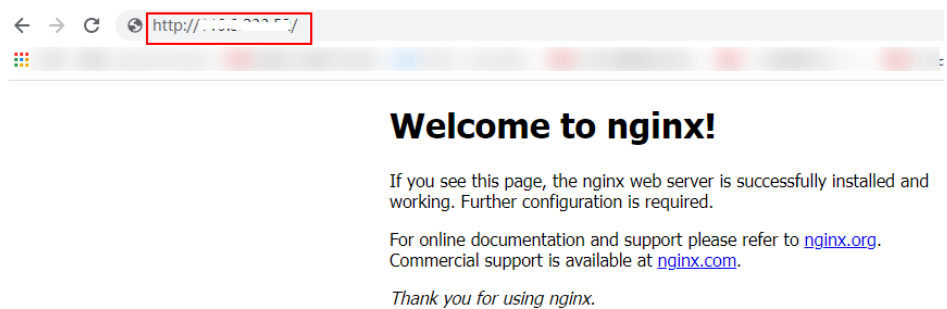 http://
Welcome to nginx!
If you see this page, the nginx web server is successfully installed and
working. Further configuration is required.
For online documentation and support please refer to nginx.org.
Commercial support is available at nginx.com.
Thank you for using nginx.